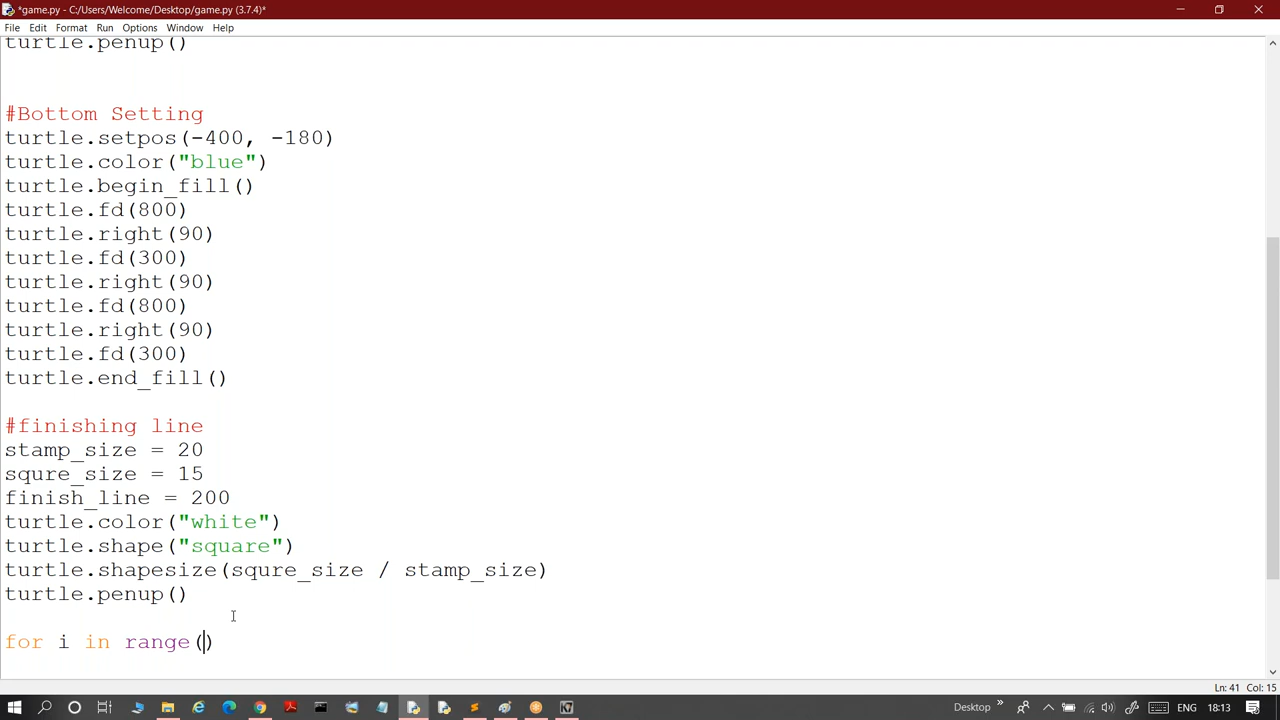 *game.py - C:/Users/Welcome/Desktop/game.py (3.7.4)*
File Edit Format Run Options Window Help
turtle.penup()
#Bottom Setting
turtle.setpos(-400, -180)
turtle.color("blue")
turtle.begin_fill()
turtle.fd(800)
turtle.right(90)
turtle.fd(300)
turtle.right(90)
turtle.fd(800)
turtle.right(90)
turtle.fd(300)
turtle.end_fill()
#finishing line
stamp_size = 20
squre_size = 15
finish_line = 200
turtle.color("white")
turtle.shape("square")
turtle.shapesize(squre_size / stamp_size)
turtle.penup()
for i in range()
Ln: 41 Col: 15
Desktop ENG 18:13